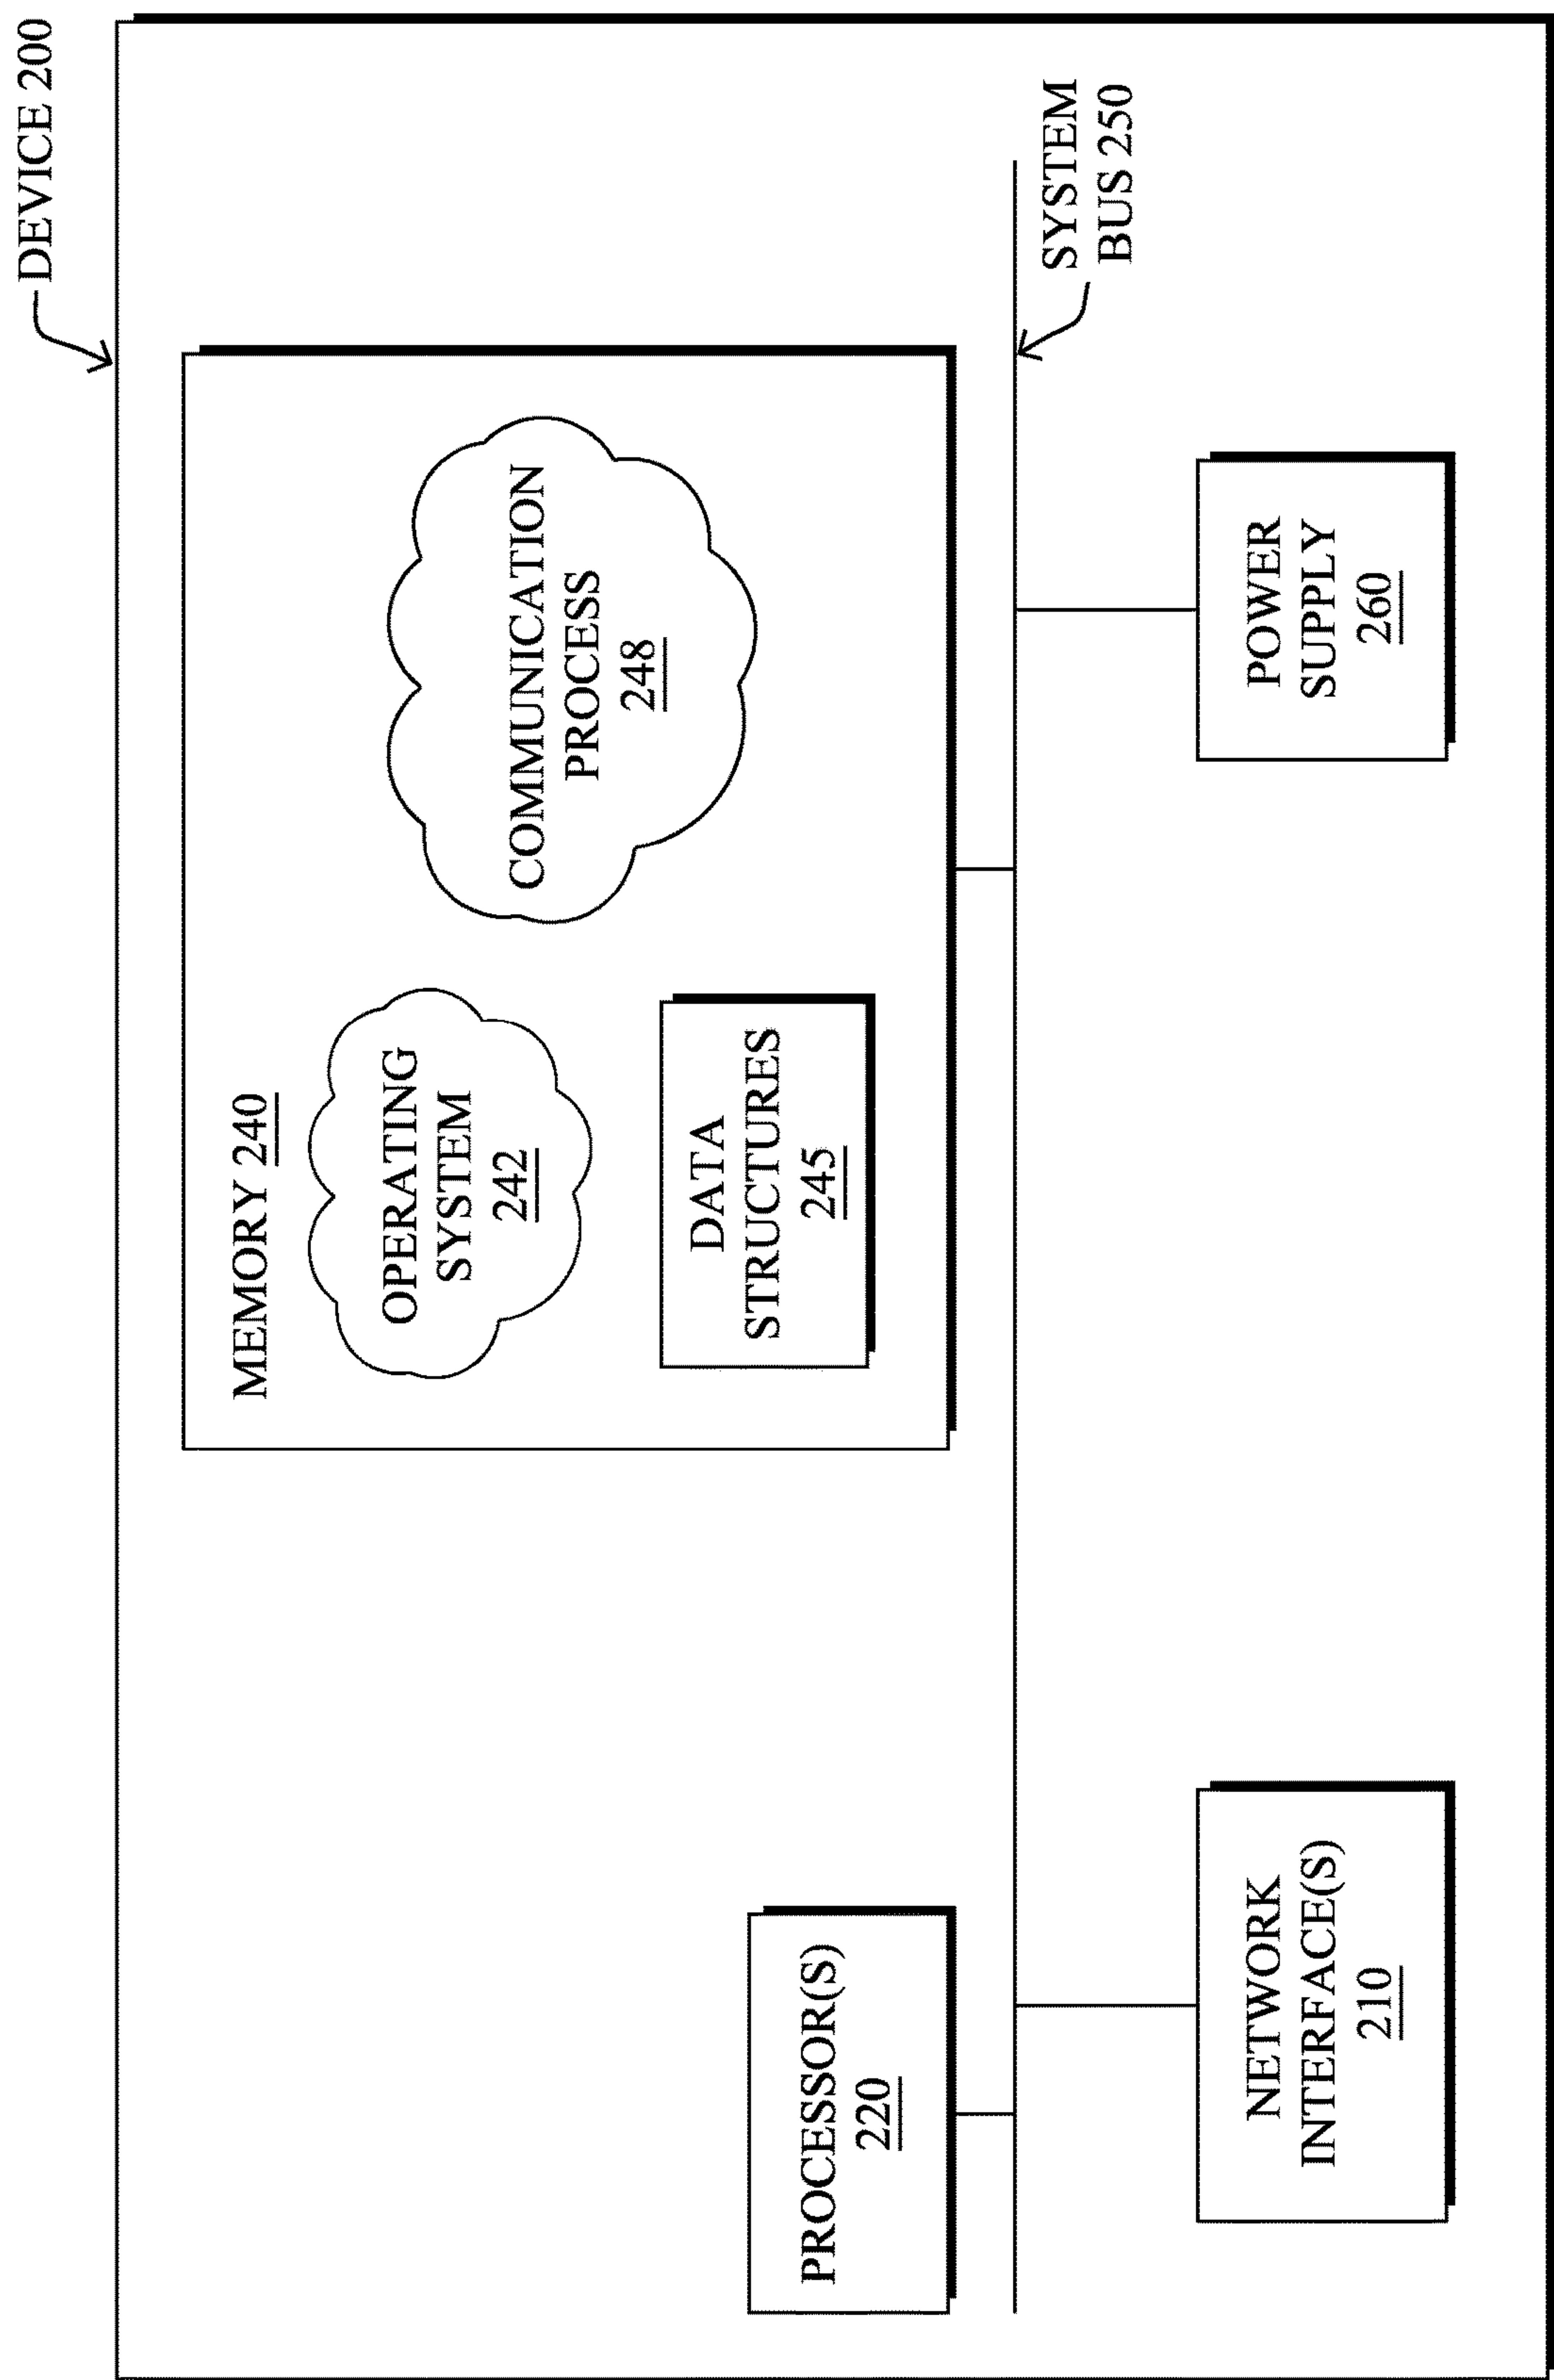 DEVICE 200
MEMORY 240
OPERATING
SYSTEM
242
COMMUNICATION
PROCESS
248
DATA
STRUCTURES
245
PROCESSOR(S)
220
SYSTEM
BUS 250
NETWORK
INTERFACE(S)
210
POWER
SUPPLY
260